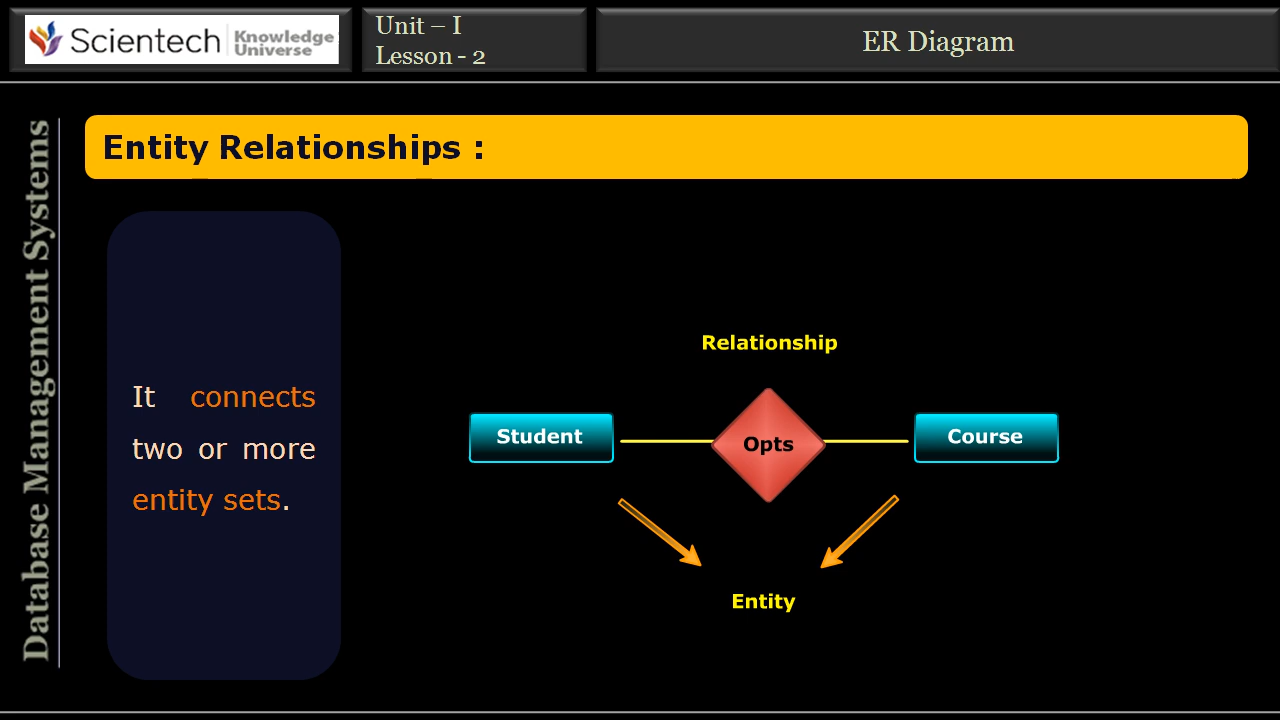 Scientech Knowledge Universe
Unit – I
Lesson - 2
ER Diagram
Database Management Systems
Entity Relationships :
It connects
two or more
entity sets.
Relationship
Student
Opts
Course
Entity